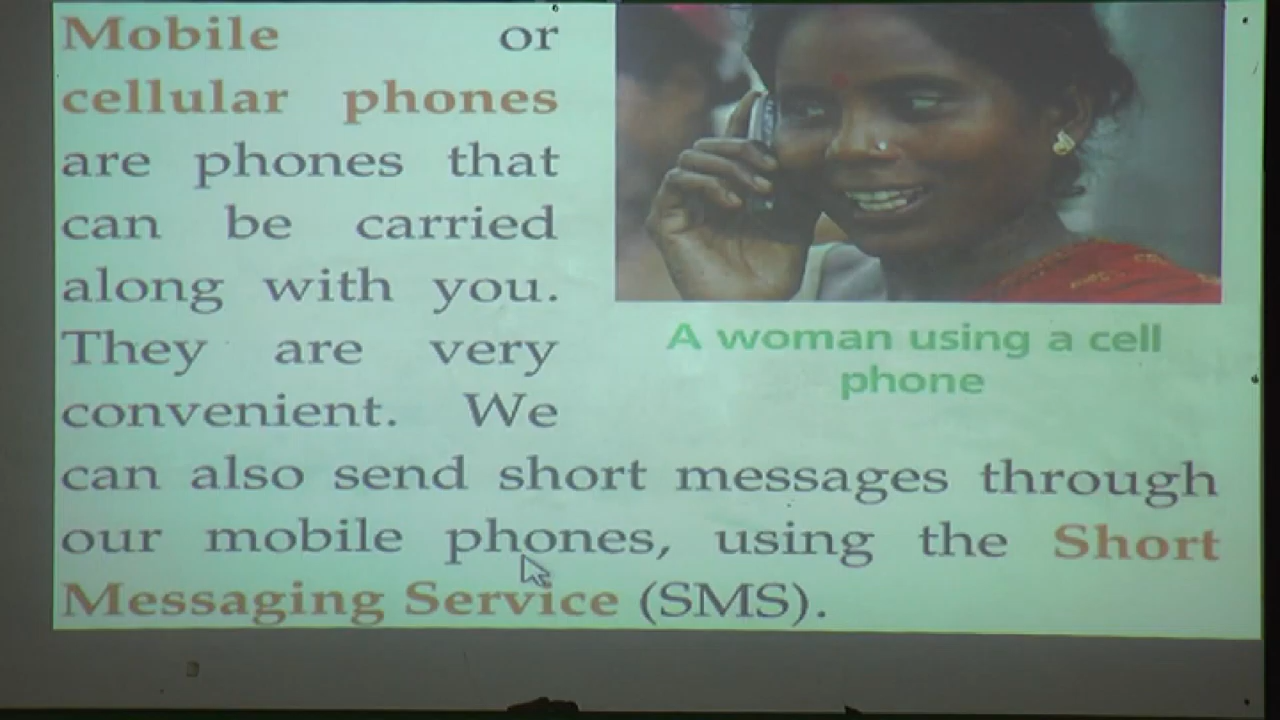 Mobile or
cellular phones
are phones that
can be carried
along with you.
They are very
convenient. We
can also send short messages through
our mobile phones, using the Short
Messaging Service (SMS).
A woman using a cell
phone